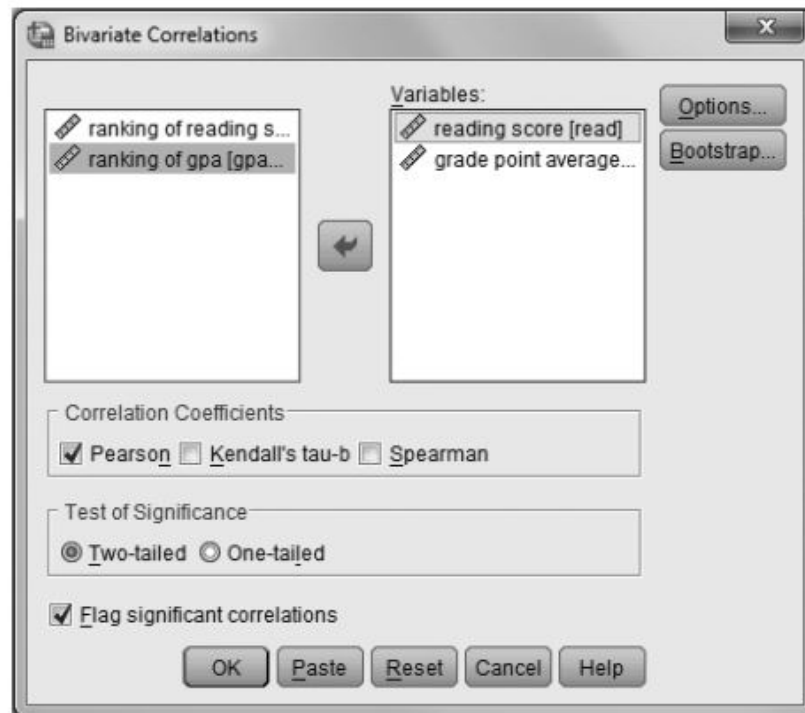 Bivariate Correlations
x
ranking of reading s...
ranking of gpa [gpa...
Variables:
reading score [read]
grade point average...
Options...
Bootstrap...
Correlation Coefficients
Pearson Kendall's tau-b Spearman
Test of Significance
Two-tailed One-tailed
Flag significant correlations
OK Paste Reset Cancel Help